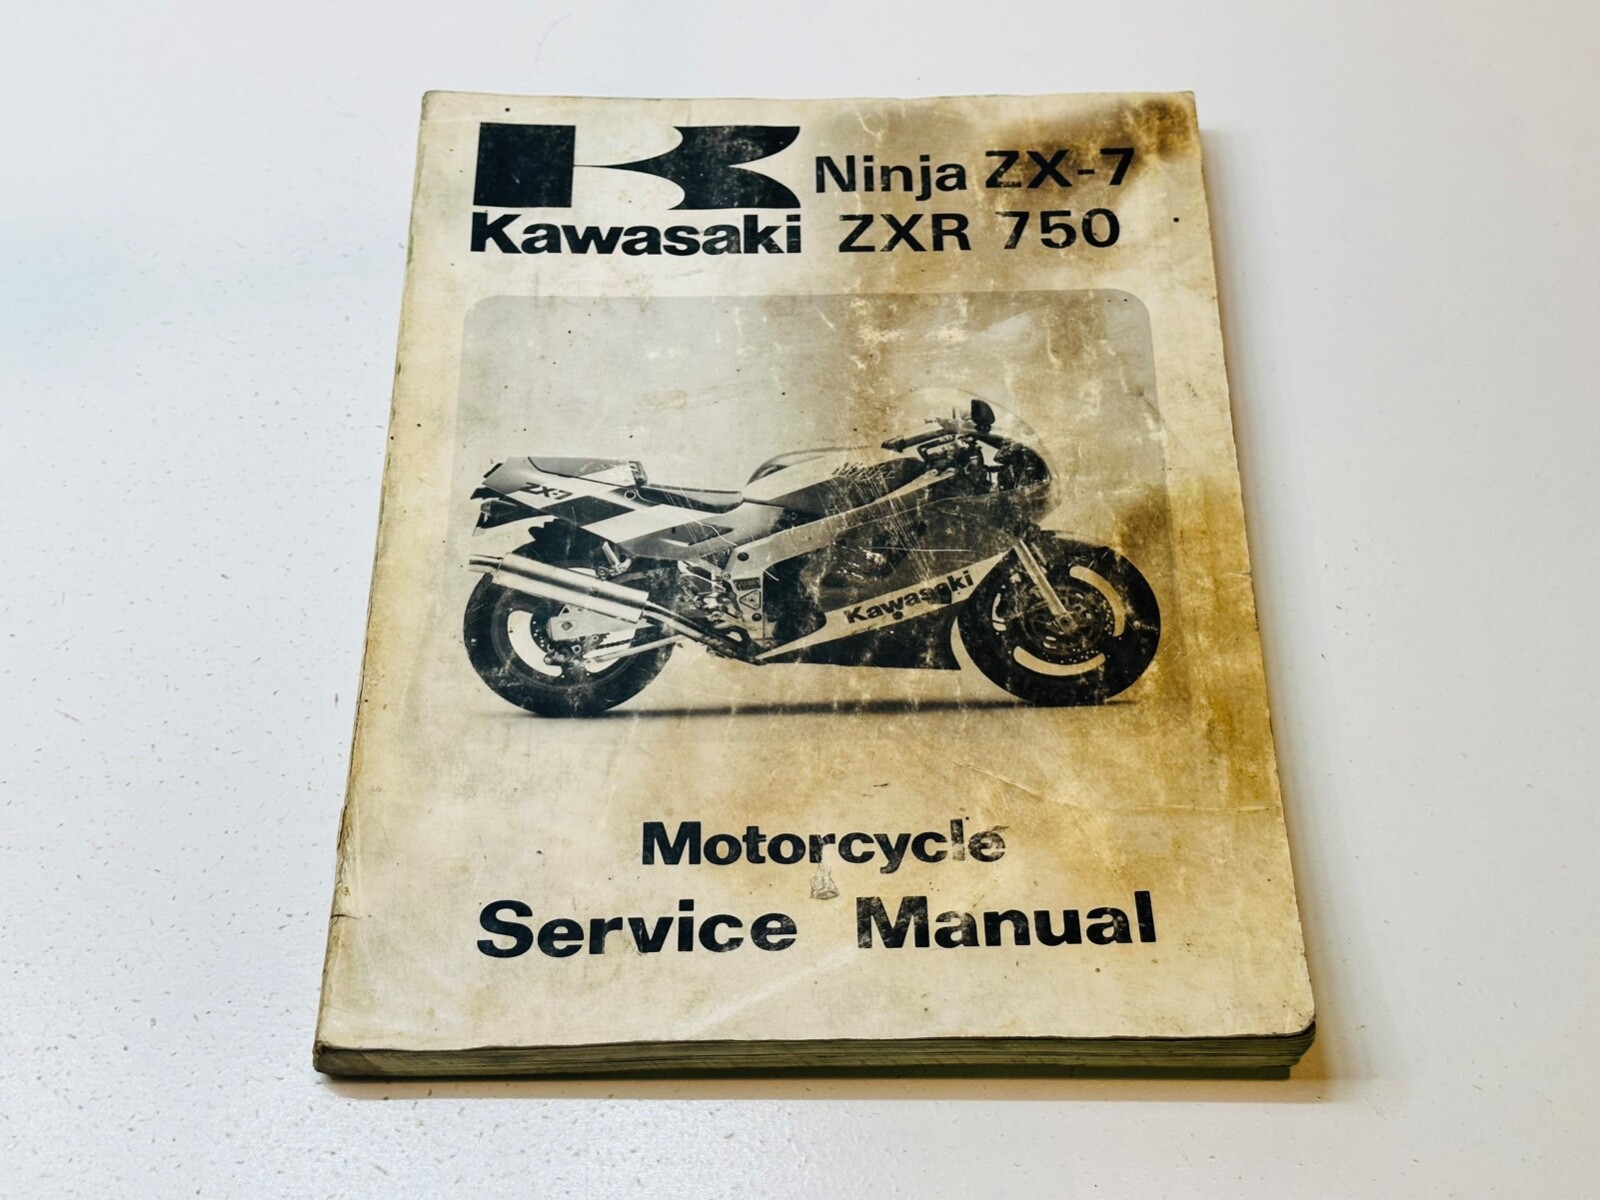 Ninja ZX-7
Kawasaki ZXR 750
ZX-7
Kawasaki
Motorcycle
Service Manual